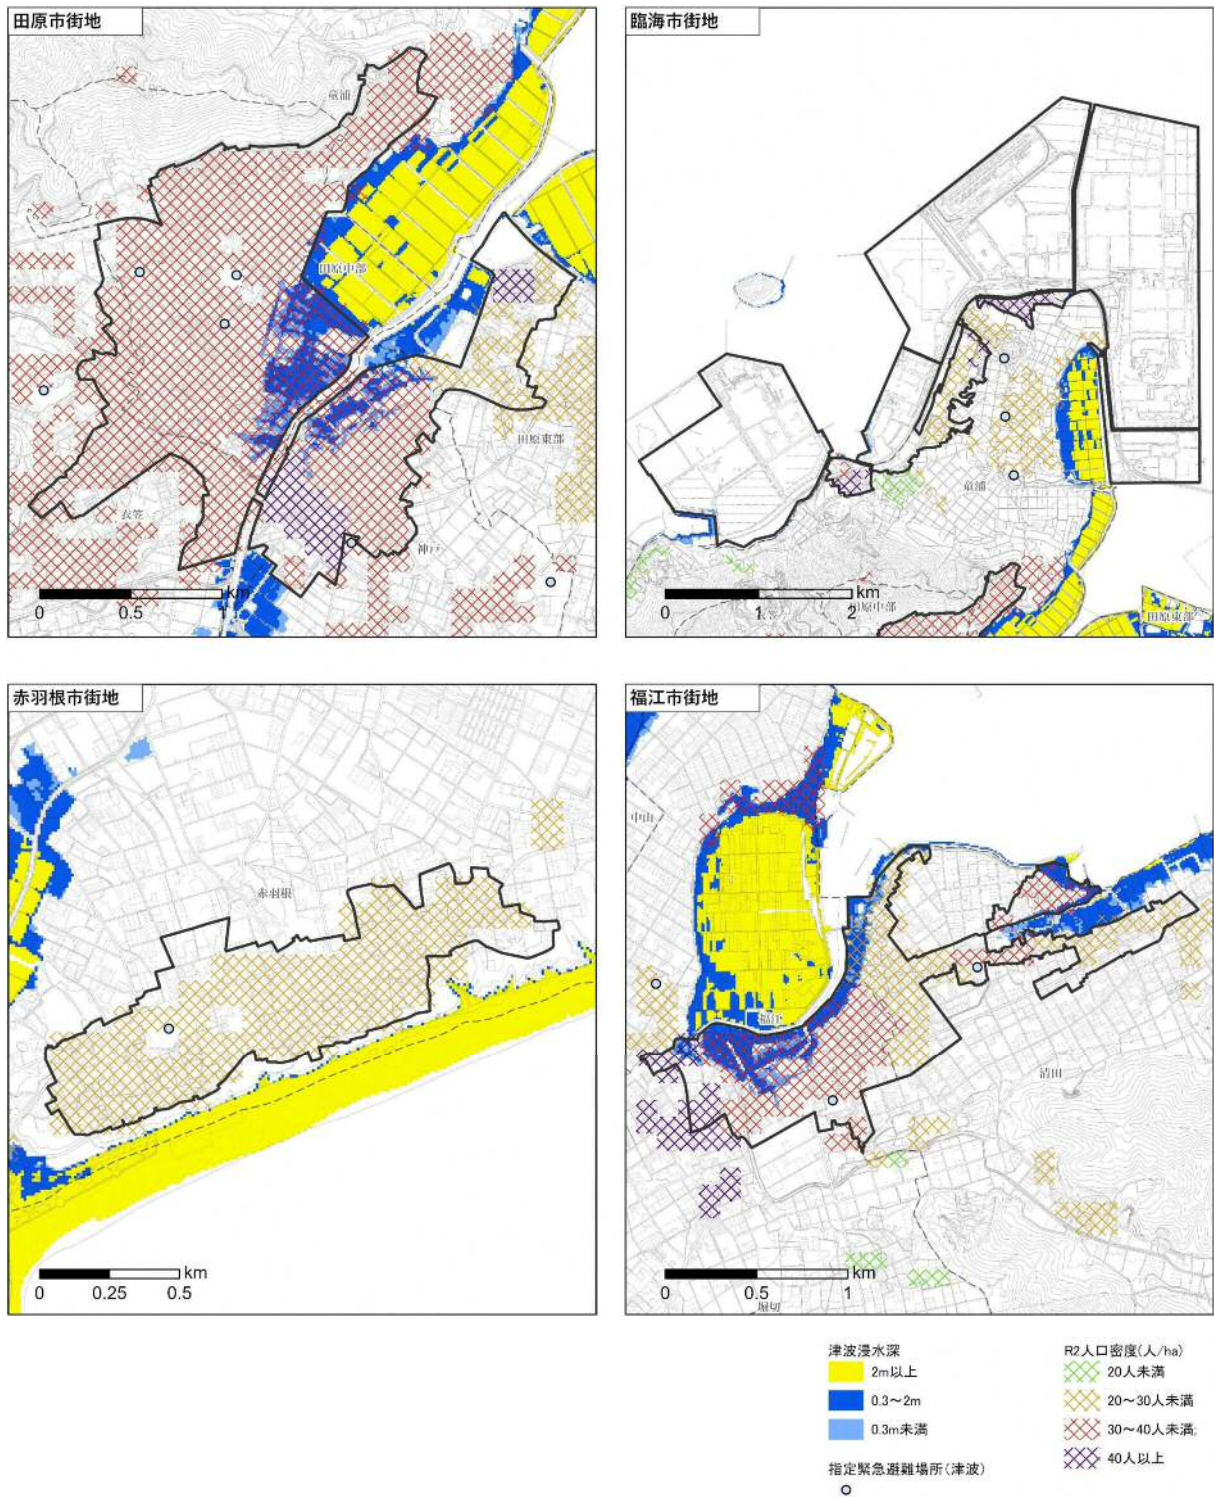 田原市街地
童浦
田原中部
田原東部
衣笠
神戸
km
0 0.5 1
臨海市街地
童浦
km
0 1 2
田原中部
田原東部
赤羽根市街地
赤羽根
km
0 0.25 0.5
福江市街地
中山
福江
清田
km
0 0.5 1
堀切
津波浸水深
2m以上
0.3～2m
0.3m未満
指定緊急避難場所(津波)
R2人口密度(人/ha)
20人未満
20～30人未満
30～40人未満;
40人以上